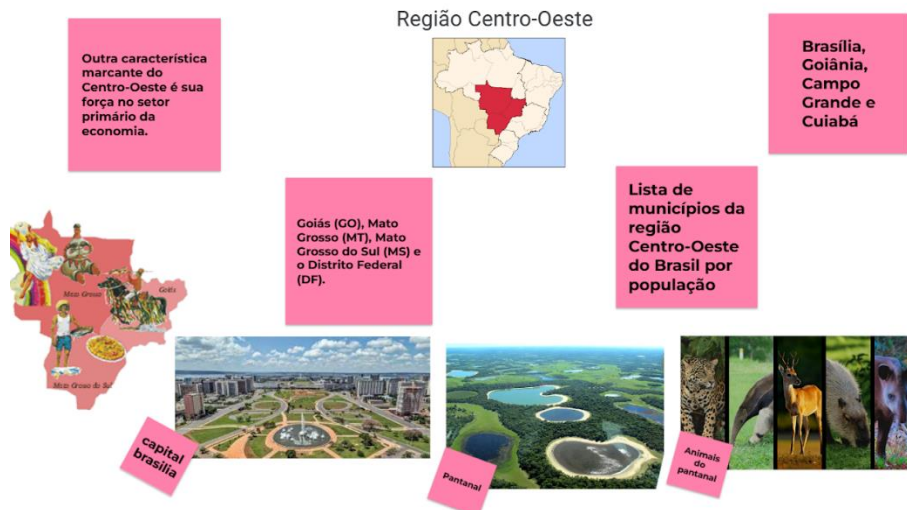 Região Centro-Oeste
Outra característica
marcante do
Centro-Oeste é sua
força no setor
primário da
economia.
Brasília,
Goiânia,
Campo
Grande e
Cuiabá
Goiás (GO), Mato
Grosso (MT), Mato
Grosso do Sul (MS) e
o Distrito Federal
(DF).
Lista de
municípios da
região
Centro-Oeste
do Brasil por
população
Mato Grosso
Goiás
Mato Grosso do Sul
capital
brasilia
Pantanal
Animais
do
pantanal